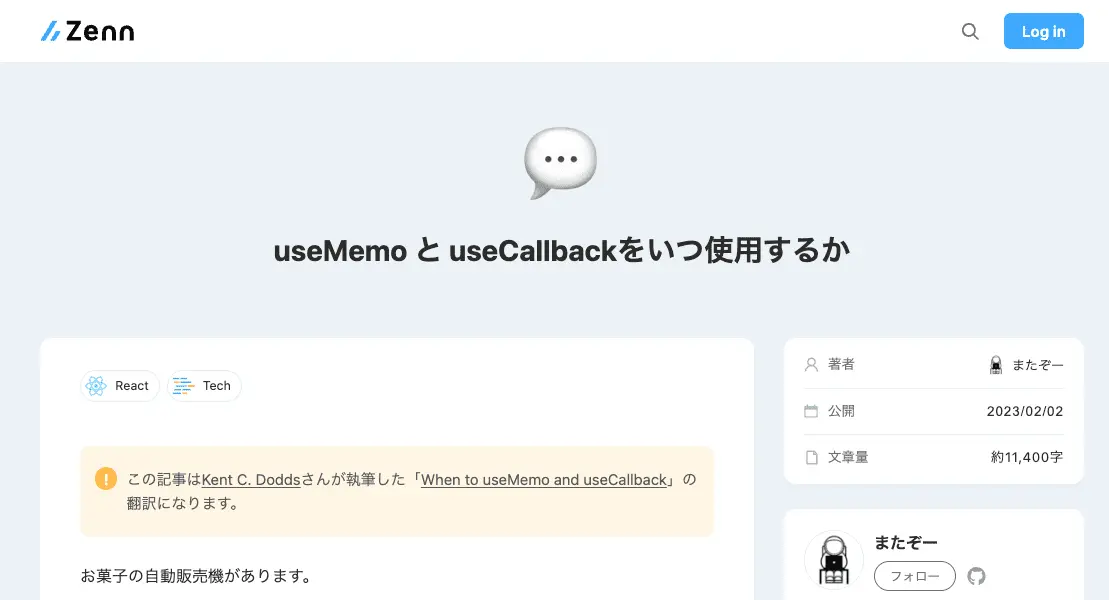 Zenn
Log in
useMemo と useCallbackをいつ使用するか
React
Tech
この記事はKent C. Doddsさんが執筆した「When to useMemo and useCallback」の
翻訳になります。
お菓子の自動販売機があります。
著者
またぞー
公開
2023/02/02
文章量
約11,400字
またぞー
フォロー